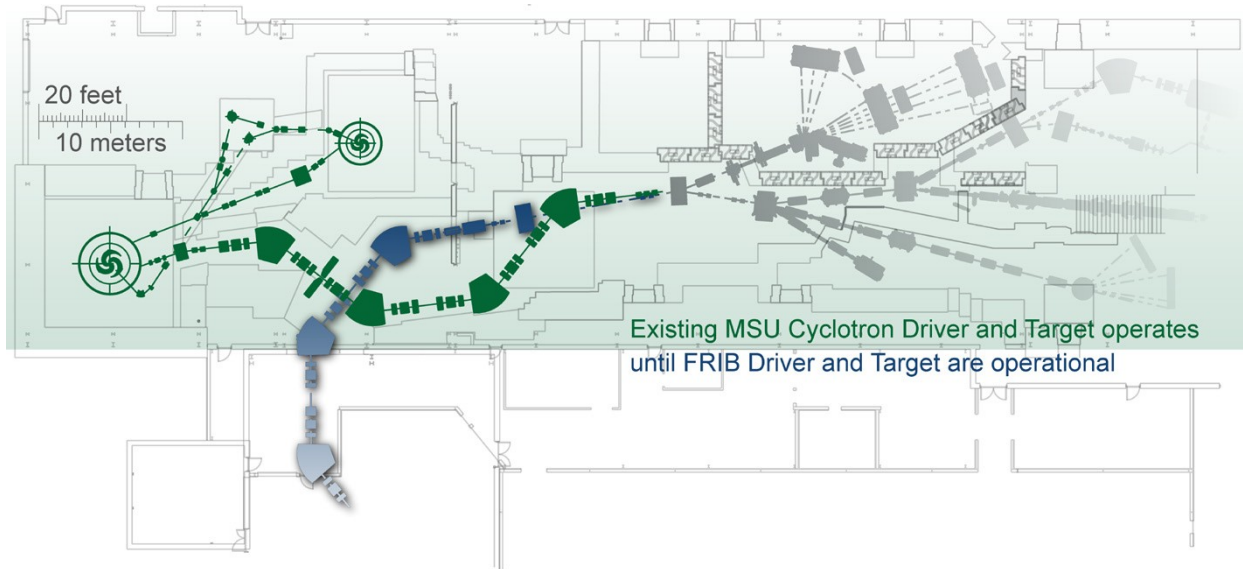 20 feet
10 meters
Existing MSU Cyclotron Driver and Target operates
until FRIB Driver and Target are operational